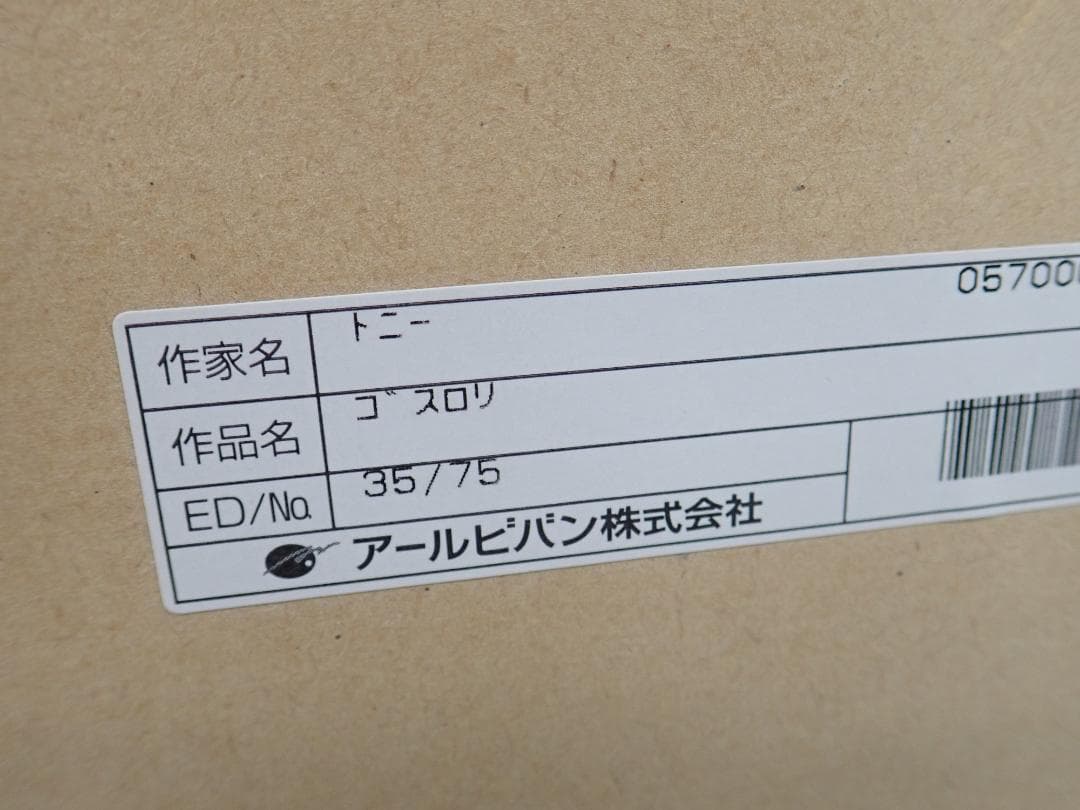 作家名 ﾄﾆｰ 05700
作品名 ｺﾞｽﾛﾘ
ED/No. 35/75
アールビバン株式会社